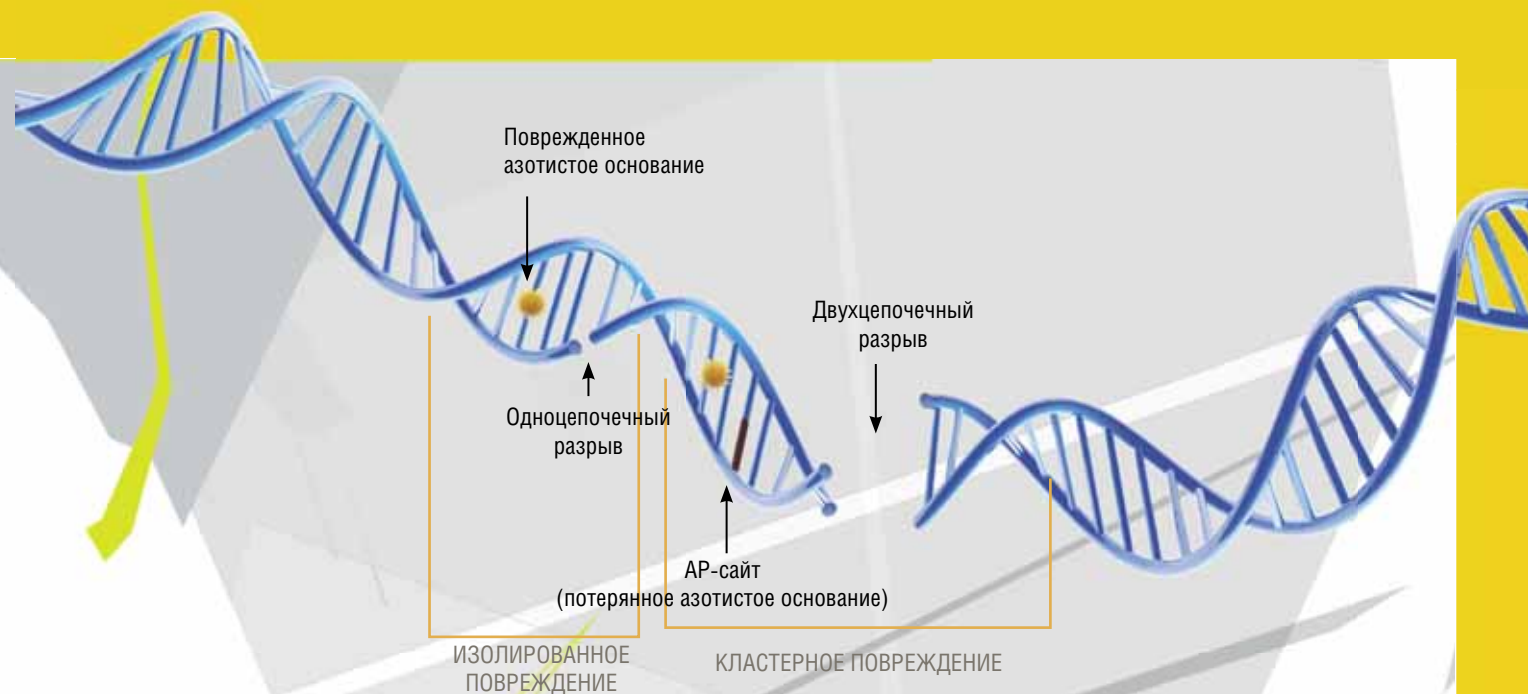 Поврежденное
азотистое основание
Двухцепочечный
разрыв
Одноцепочечный
разрыв
АР-сайт
(потерянное азотистое основание)
ИЗОЛИРОВАННОЕ
ПОВРЕЖДЕНИЕ
КЛАСТЕРНОЕ ПОВРЕЖДЕНИЕ